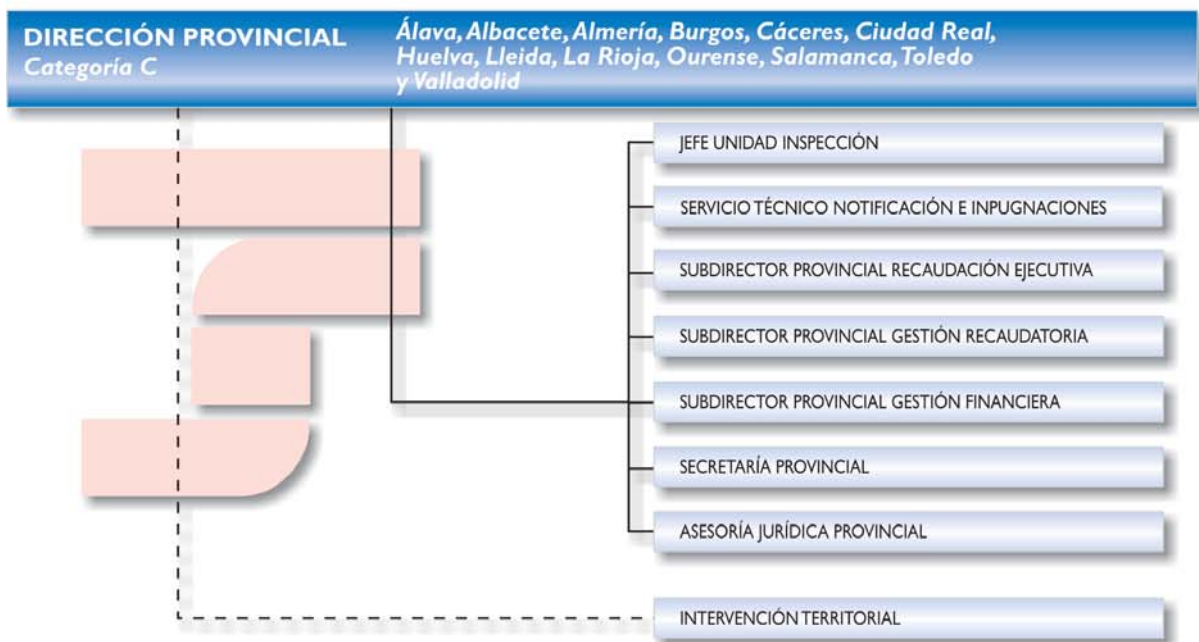 DIRECCIÓN PROVINCIAL
Categoría C
Álava, Albacete, Almería, Burgos, Cáceres, Ciudad Real,
Huelva, Lleida, La Rioja, Ourense, Salamanca, Toledo
y Valladolid
JEFE UNIDAD INSPECCIÓN
SERVICIO TÉCNICO NOTIFICACIÓN E INPUGNACIONES
SUBDIRECTOR PROVINCIAL RECAUDACIÓN EJECUTIVA
SUBDIRECTOR PROVINCIAL GESTIÓN RECAUDATORIA
SUBDIRECTOR PROVINCIAL GESTIÓN FINANCIERA
SECRETARÍA PROVINCIAL
ASESORÍA JURÍDICA PROVINCIAL
INTERVENCIÓN TERRITORIAL